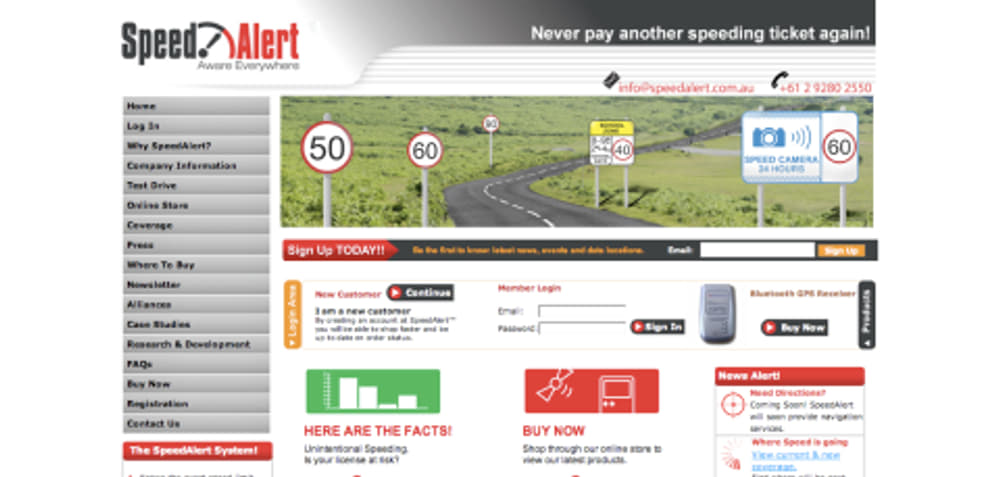 Speed Alert
Aware Everywhere
Never pay another speeding ticket again!
info@speedalert.com.au
+61 2 9280 2550
Home
Log In
Why SpeedAlert?
Company Information
Test Drive
Online Store
Coverage
Press
Where To Buy
Newsletter
Alliances
Case Studies
Research & Development
FAQs
Buy Now
Registration
Contact Us
The SpeedAlert System!
50
60
90
40
SPEED CAMERA
24 HOURS
60
Sign Up TODAY!!
Be the first to know latest news, events and data locations.
Email:
Sign Up
Login Area
New Customer
Continue
I am a new customer
By creating an account at SpeedAlert™
you will be able to shop faster and be
up to date on order status.
Member Login
Email:
Password:
Sign In
Bluetooth GPS Receiver
Buy Now
Products
HERE ARE THE FACTS!
Unintentional Speeding.
Is your license at risk?
BUY NOW
Shop through our online store to
view our latest products.
News Alert!
Need Directions?
Coming Soon! SpeedAlert
will soon provide navigation
services.
Where Speed is going
View current & new
coverage.